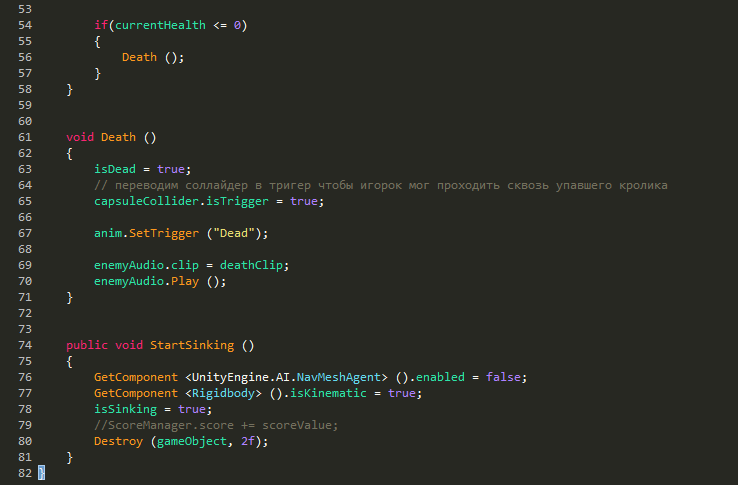 53
54 if(currentHealth <= 0)
55 {
56 Death ();
57 }
58 }
59
60
61 void Death ()
62 {
63 isDead = true;
64 // переводим соллайдер в тригер чтобы игорок мог проходить сквозь упавшего кролика
65 capsuleCollider.isTrigger = true;
66
67 anim.SetTrigger ("Dead");
68
69 enemyAudio.clip = deathClip;
70 enemyAudio.Play ();
71 }
72
73
74 public void StartSinking ()
75 {
76 GetComponent <UnityEngine.AI.NavMeshAgent> ().enabled = false;
77 GetComponent <Rigidbody> ().isKinematic = true;
78 isSinking = true;
79 //ScoreManager.score += scoreValue;
80 Destroy (gameObject, 2f);
81 }
82 }